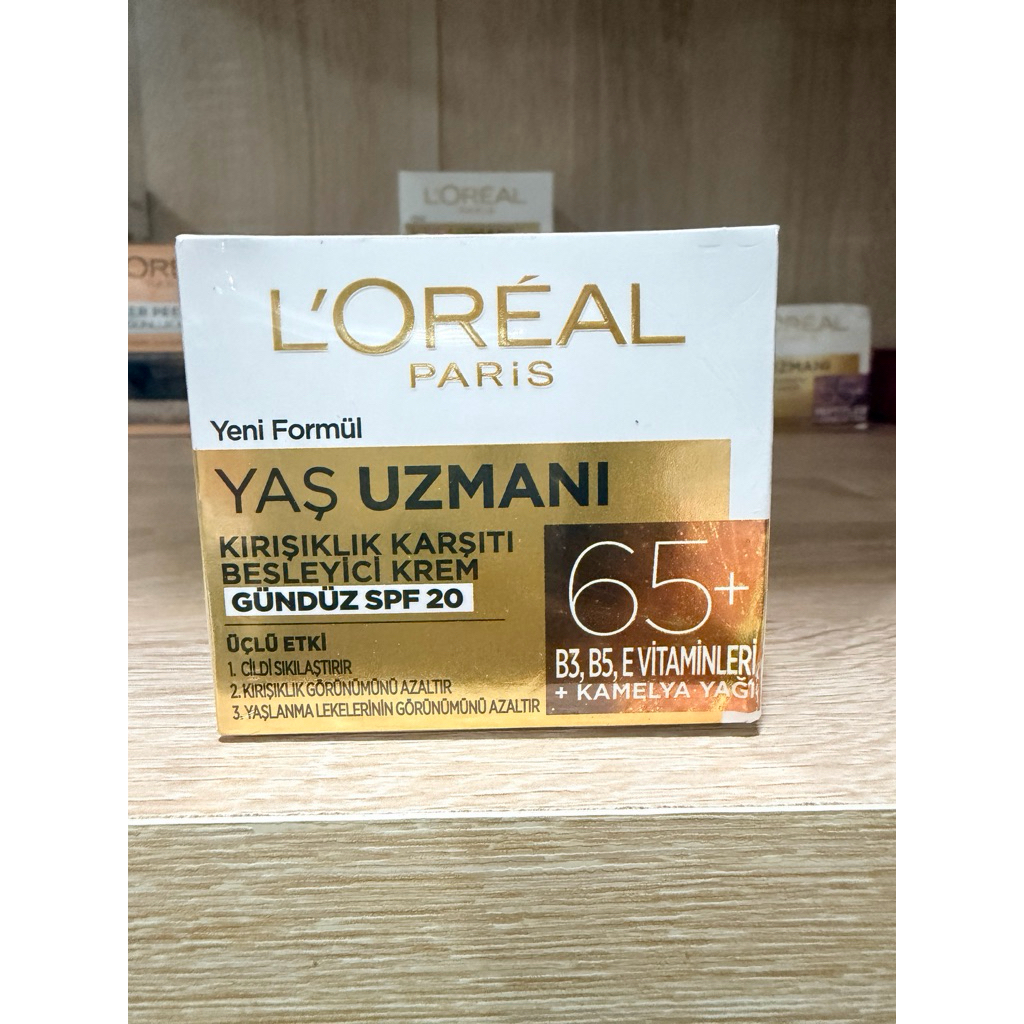 L'ORÉAL
L'ORÉAL
PARiS
Yeni Formül
YAŞ UZMANI
KIRIŞIKLIK KARŞITI
BESLEYİCİ KREM
GÜNDÜZ SPF 20
ÜÇLÜ ETKİ
1. CİLDİ SIKILAŞTIRIR
2. KIRIŞIKLIK GÖRÜNÜMÜNÜ AZALTIR
3. YAŞLANMA LEKELERİNİN GÖRÜNÜMÜNÜ AZALTIR
65+
B3, B5, E VİTAMİNLERİ
+ KAMELYA YAĞI